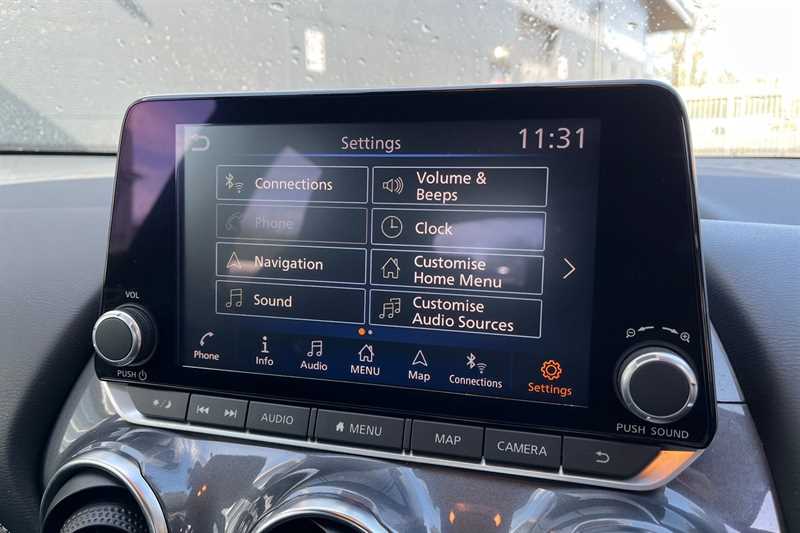 Settings
11:31
Connections
Volume &
Beeps
Phone
Clock
Navigation
Customise
Home Menu
Sound
Customise
Audio Sources
Phone
Info
Audio
MENU
Map
Connections
Settings
VOL
PUSH
PUSH SOUND
AUDIO
MENU
MAP
CAMERA